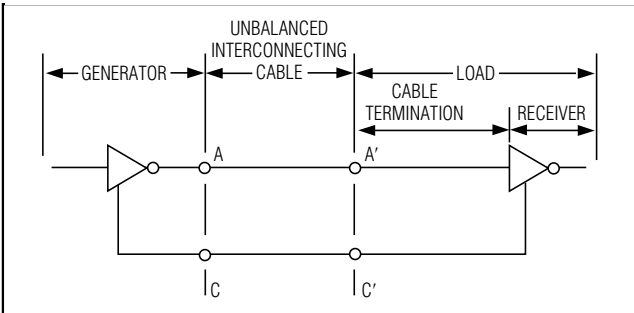 UNBALANCED
INTERCONNECTING
CABLE
GENERATOR
LOAD
CABLE
TERMINATION
RECEIVER
A
A′
C
C′